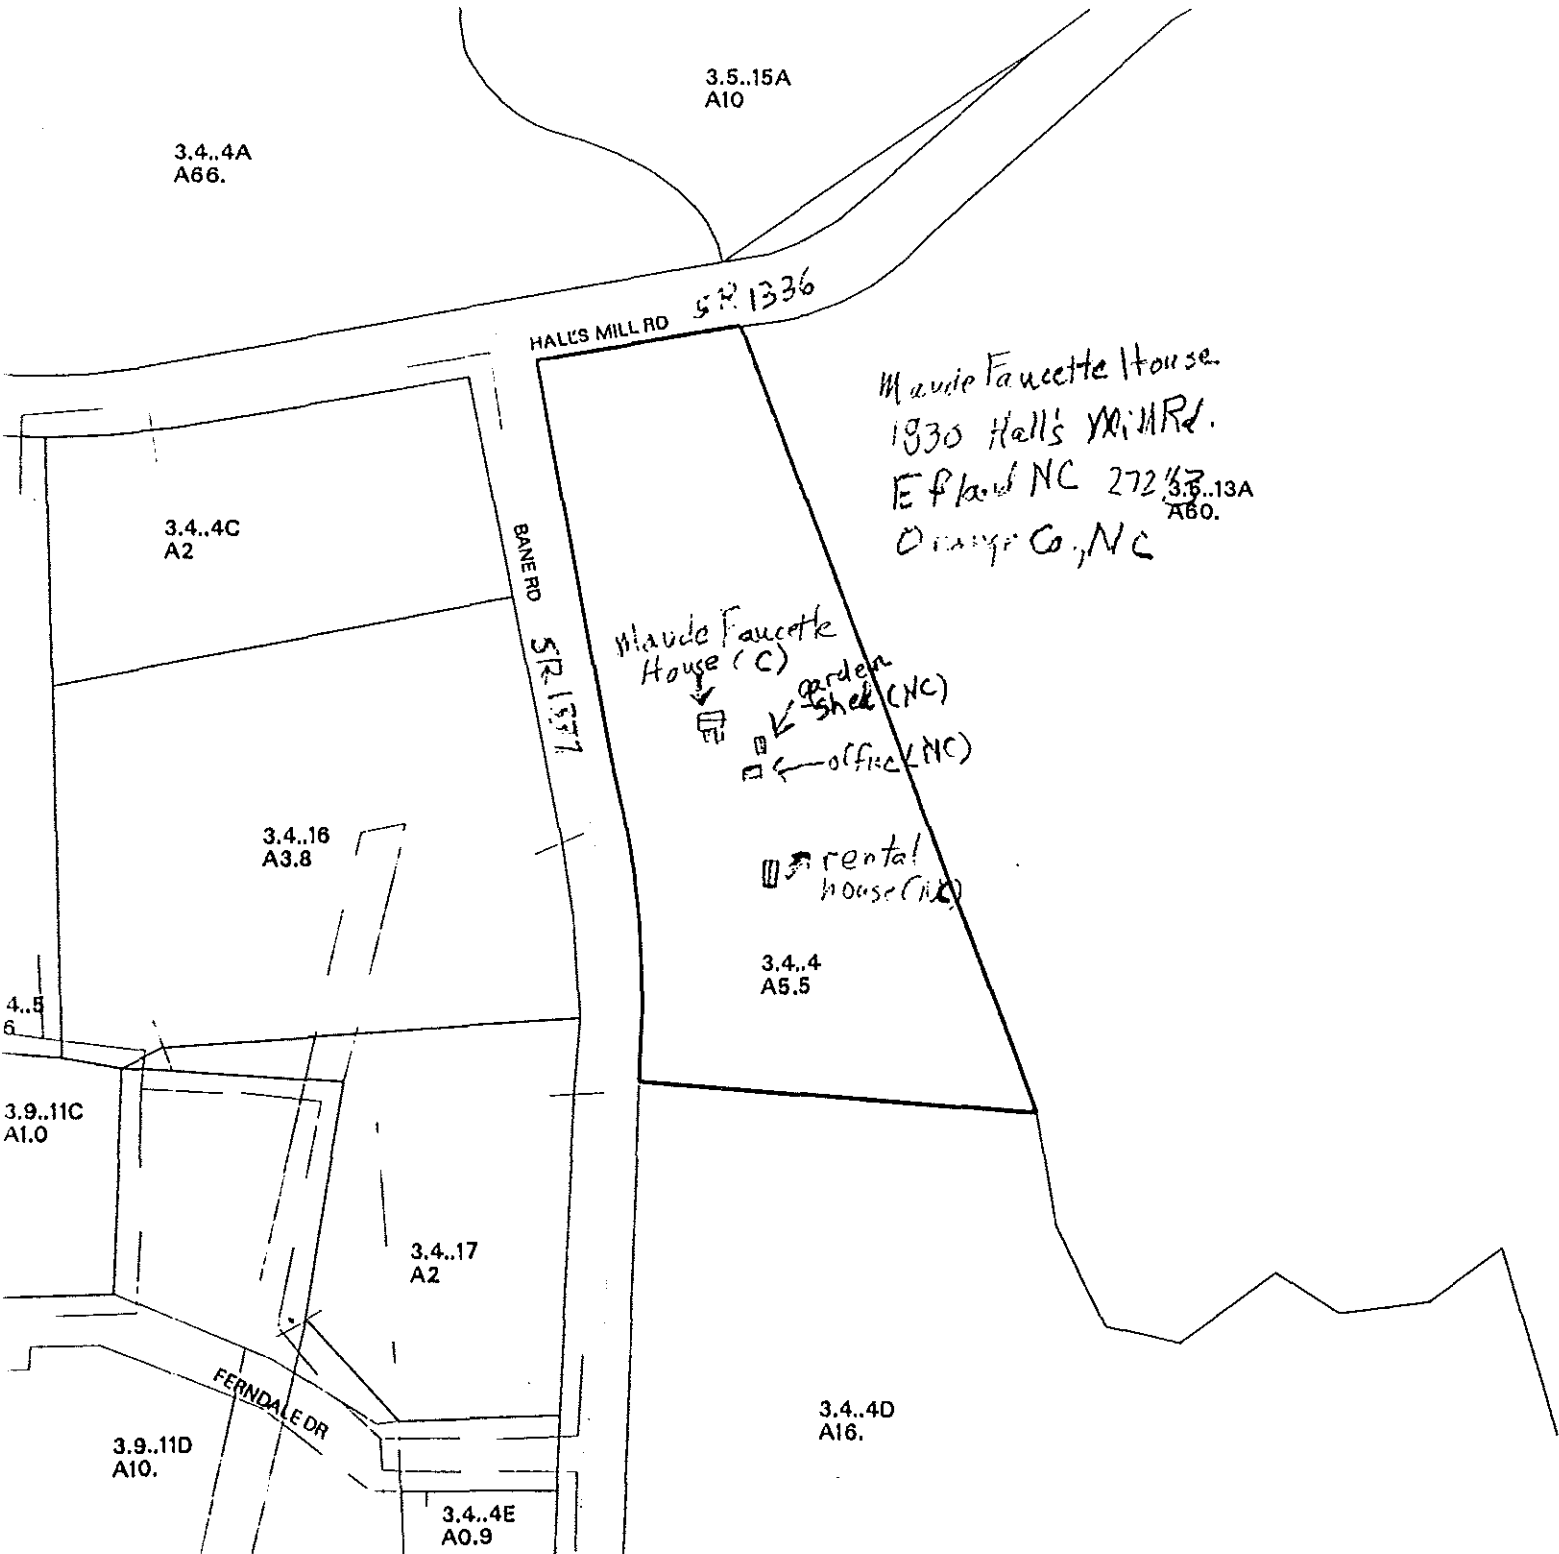 3.5..15A
A10
3.4..4A
A66.
HALL'S MILL RD SR 1336
Maude Faucette House
1830 Hall's Mill Rd.
Efland NC
3.5..13A
A60.
Orange Co., NC
3.4..4C
A2
BANE RD
Maude Faucette
House (C)
garden
shed (NC)
office (NC)
3.4..16
A3.8
rental
house (NC)
3.4..4
A5.5
4..5
6
3.9..11C
A1.0
3.4..17
A2
FERNDALE DR
3.4..4D
A16.
3.9..11D
A10.
3.4..4E
A0.9